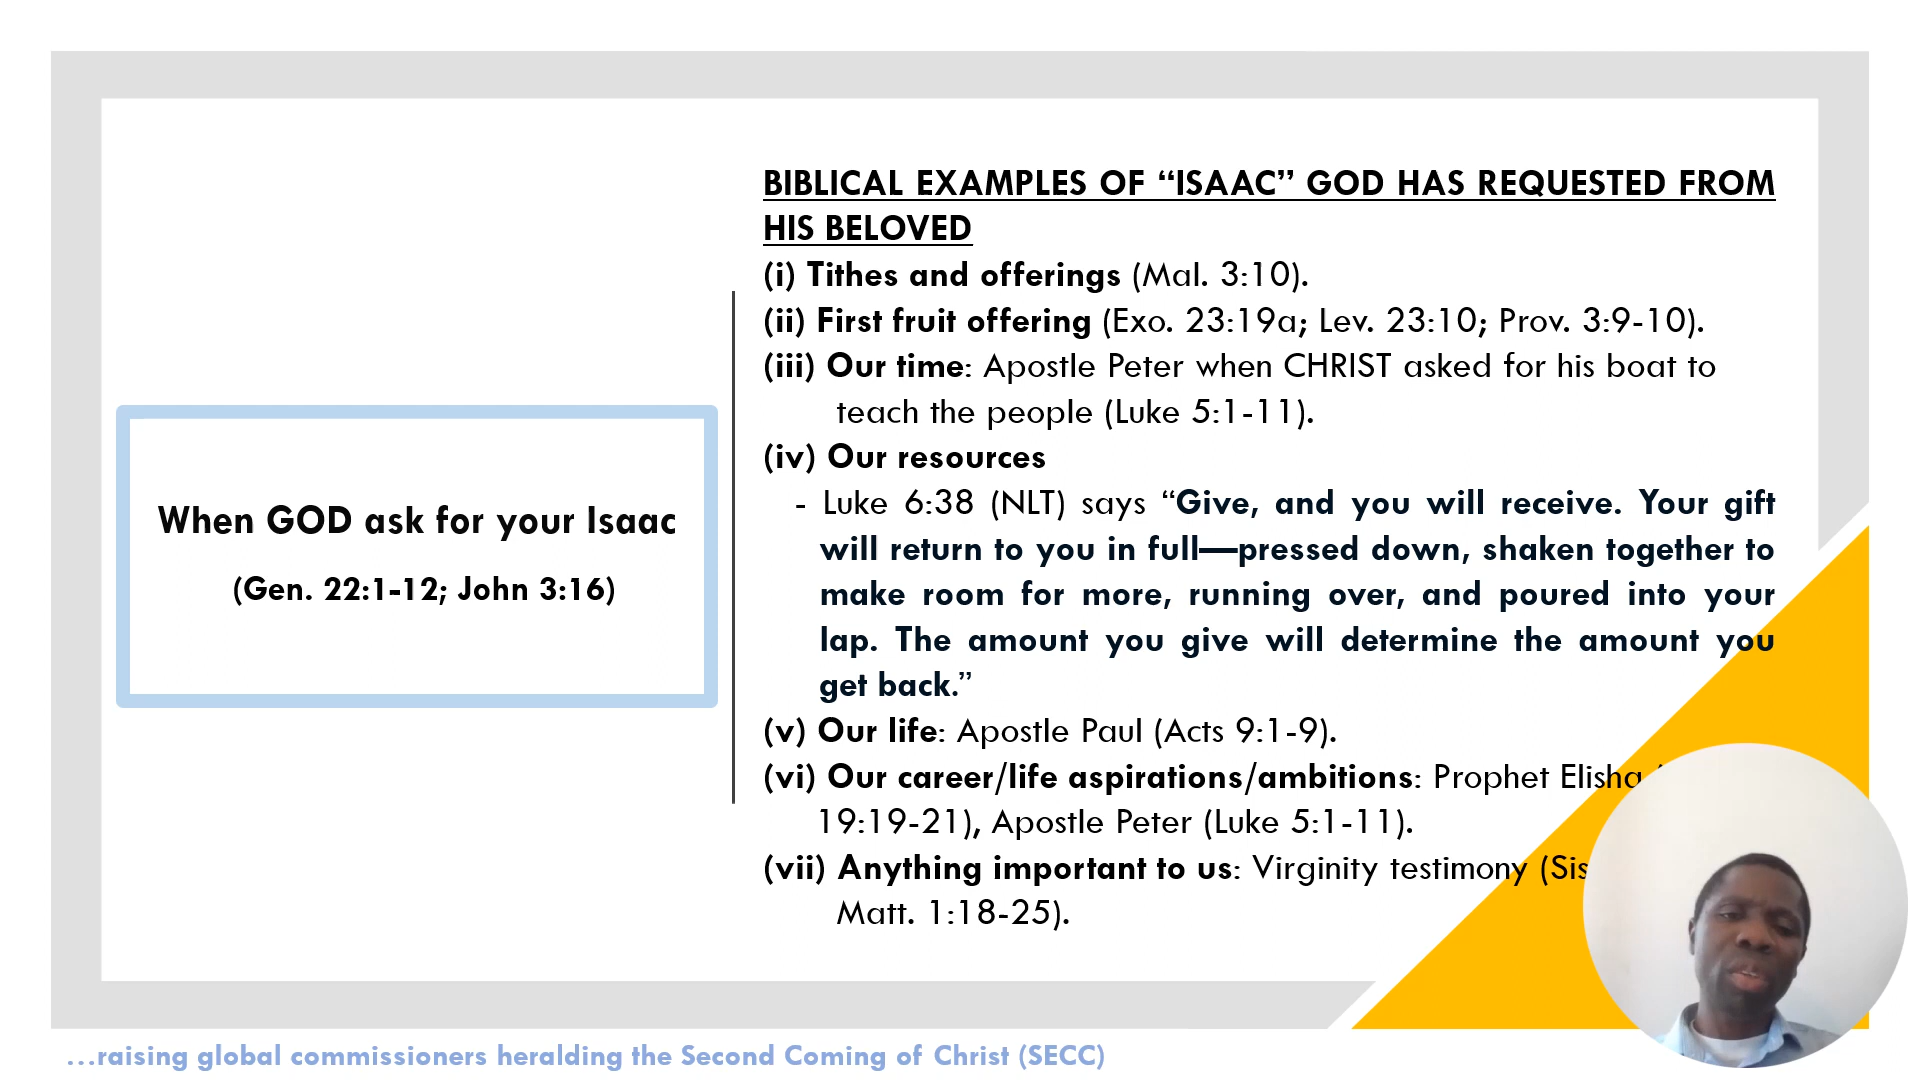 BIBLICAL EXAMPLES OF “ISAAC” GOD HAS REQUESTED FROM
HIS BELOVED
(i) Tithes and offerings (Mal. 3:10).
(ii) First fruit offering (Exo. 23:19a; Lev. 23:10; Prov. 3:9-10).
(iii) Our time: Apostle Peter when CHRIST asked for his boat to
teach the people (Luke 5:1-11).
(iv) Our resources
- Luke 6:38 (NLT) says “Give, and you will receive. Your gift
will return to you in full—pressed down, shaken together to
make room for more, running over, and poured into your
lap. The amount you give will determine the amount you
get back.”
(v) Our life: Apostle Paul (Acts 9:1-9).
(vi) Our career/life aspirations/ambitions: Prophet Elisha
19:19-21), Apostle Peter (Luke 5:1-11).
(vii) Anything important to us: Virginity testimony (Sis
Matt. 1:18-25).
When GOD ask for your Isaac
(Gen. 22:1-12; John 3:16)
...raising global commissioners heralding the Second Coming of Christ (SECC)